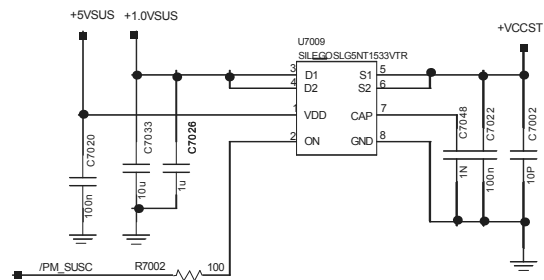 +5VSUS
+1.0VSUS
+VCCST
U7009
SILEGOSLG5NT1533VTR
3 D1 S1 5
4 D2 S2 6
1 VDD CAP 7
2 ON GND 8
C7020
100n
C7033
10u
C7026
1u
C7048
1N
C7022
100n
C7002
10P
/PM_SUSC
R7002
100